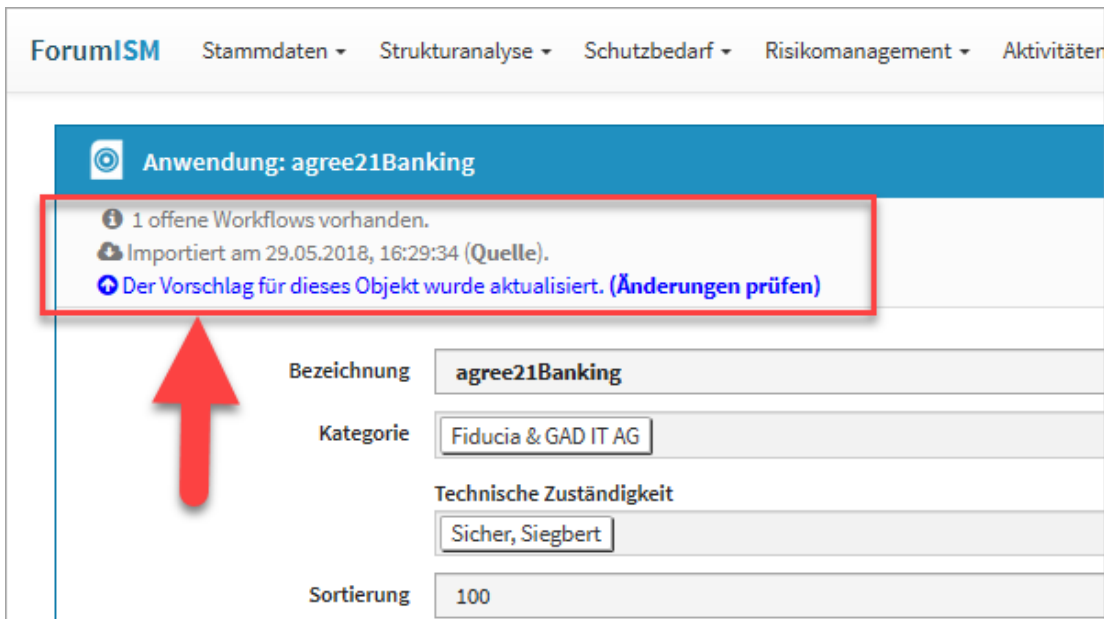 ForumISM Stammdaten Strukturanalyse Schutzbedarf Risikomanagement Aktivitäten
Anwendung: agree21Banking
1 offene Workflows vorhanden.
Importiert am 29.05.2018, 16:29:34 (Quelle).
Der Vorschlag für dieses Objekt wurde aktualisiert. (Änderungen prüfen)
Bezeichnung agree21Banking
Kategorie Fiducia & GAD IT AG
Technische Zuständigkeit
Sicher, Siegbert
Sortierung 100